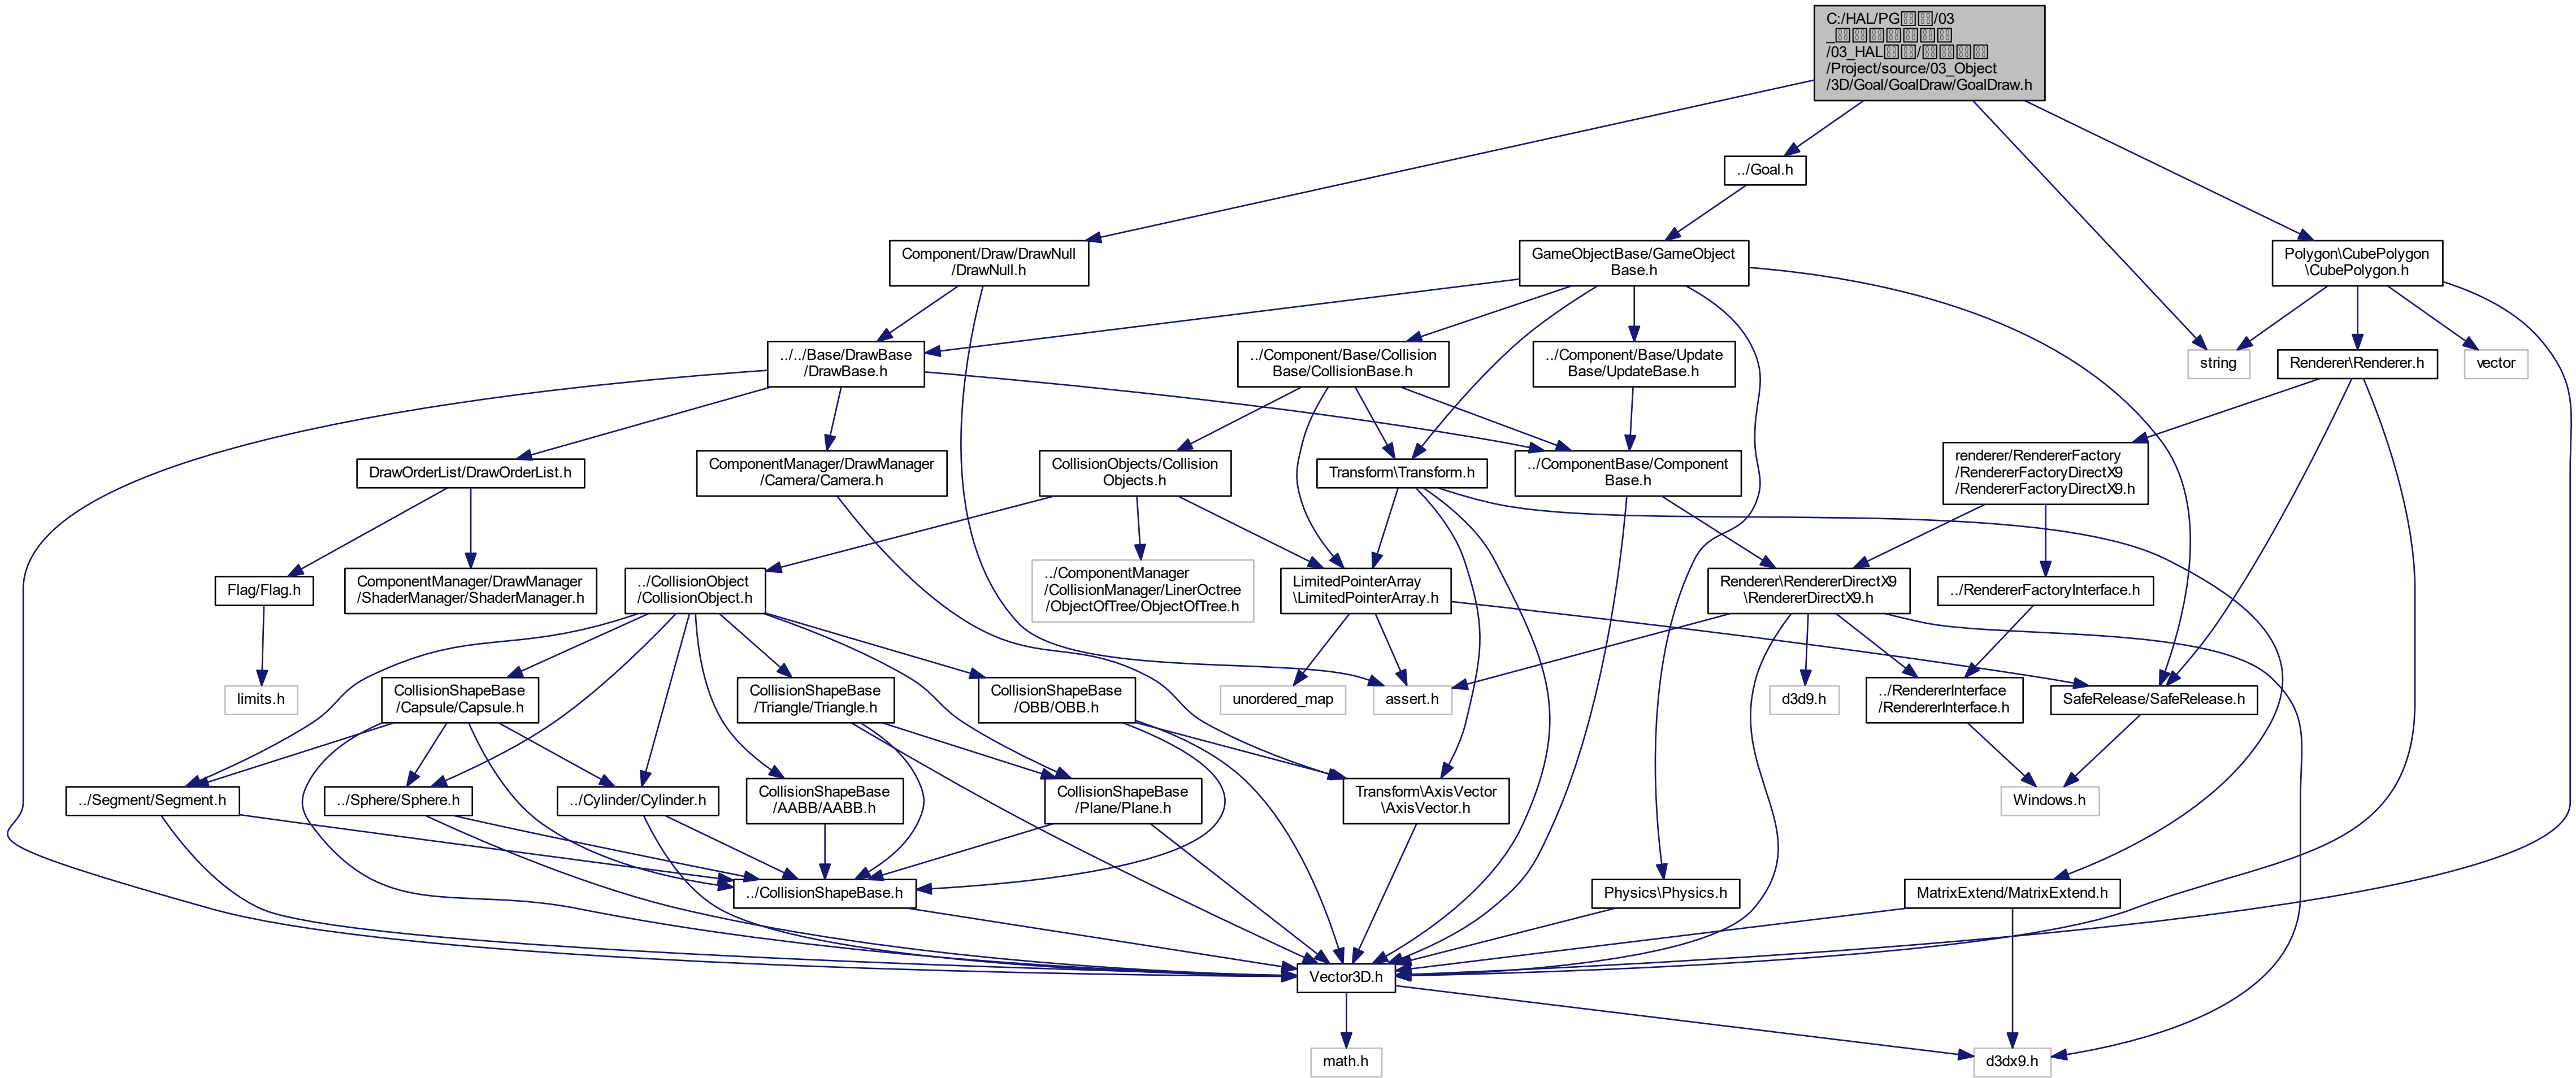 C:/HAL/PG/03
_
/03_HAL/
/Project/source/03_Object
/3D/Goal/GoalDraw/GoalDraw.h
../Goal.h
Component/Draw/DrawNull
/DrawNull.h
GameObjectBase/GameObject
Base.h
Polygon\CubePolygon
\CubePolygon.h
../../Base/DrawBase
/DrawBase.h
../Component/Base/Collision
Base/CollisionBase.h
../Component/Base/Update
Base/UpdateBase.h
string
Renderer\Renderer.h
vector
DrawOrderList/DrawOrderList.h
ComponentManager/DrawManager
/Camera/Camera.h
CollisionObjects/Collision
Objects.h
Transform\Transform.h
../ComponentBase/Component
Base.h
renderer/RendererFactory
/RendererFactoryDirectX9
/RendererFactoryDirectX9.h
Flag/Flag.h
ComponentManager/DrawManager
/ShaderManager/ShaderManager.h
../CollisionObject
/CollisionObject.h
../ComponentManager
/CollisionManager/LinerOctree
/ObjectOfTree/ObjectOfTree.h
LimitedPointerArray
\LimitedPointerArray.h
Renderer\RendererDirectX9
\RendererDirectX9.h
../RendererFactoryInterface.h
limits.h
CollisionShapeBase
/Capsule/Capsule.h
CollisionShapeBase
/Triangle/Triangle.h
CollisionShapeBase
/OBB/OBB.h
unordered_map
assert.h
d3d9.h
../RendererInterface
/RendererInterface.h
SafeRelease/SafeRelease.h
../Segment/Segment.h
../Sphere/Sphere.h
../Cylinder/Cylinder.h
CollisionShapeBase
/AABB/AABB.h
CollisionShapeBase
/Plane/Plane.h
Transform\AxisVector
\AxisVector.h
Windows.h
../CollisionShapeBase.h
Physics\Physics.h
MatrixExtend/MatrixExtend.h
Vector3D.h
math.h
d3dx9.h